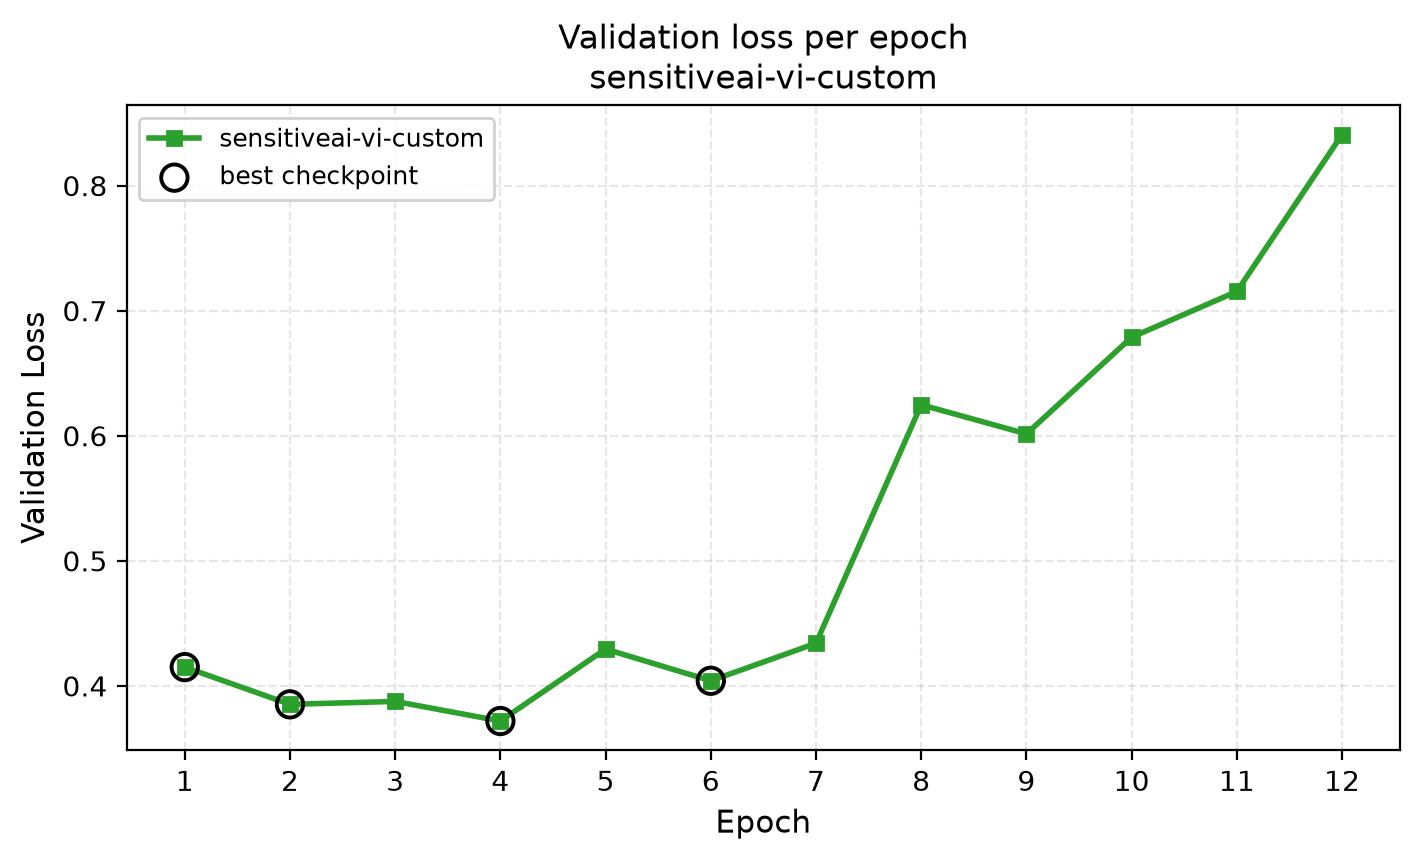 Validation loss per epoch
sensitiveai-vi-custom
sensitiveai-vi-custom
best checkpoint
Validation Loss
0.8
0.7
0.6
0.5
0.4
1 2 3 4 5 6 7 8 9 10 11 12
Epoch